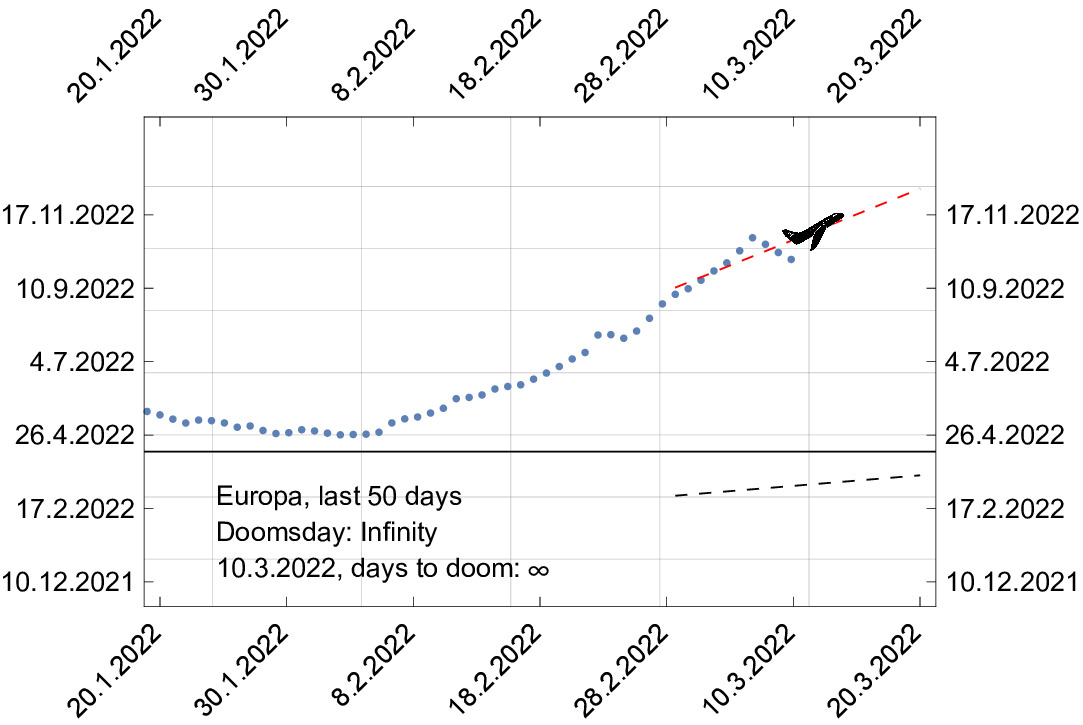 20.1.2022 30.1.2022 8.2.2022 18.2.2022 28.2.2022 10.3.2022 20.3.2022
17.11.2022 17.11.2022
10.9.2022 10.9.2022
4.7.2022 4.7.2022
26.4.2022 26.4.2022
Europa, last 50 days
17.2.2022 17.2.2022
Doomsday: Infinity
10.3.2022, days to doom: ∞
10.12.2021 10.12.2021
20.1.2022 30.1.2022 8.2.2022 18.2.2022 28.2.2022 10.3.2022 20.3.2022